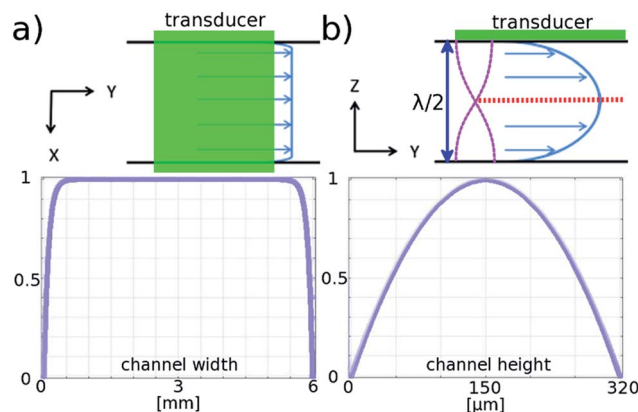 a)
transducer
Y
X
b)
transducer
Z
λ/2
Y
1
0.5
0
channel width
0
3
6
[mm]
1
0.5
0
channel height
0
150
320
[µm]